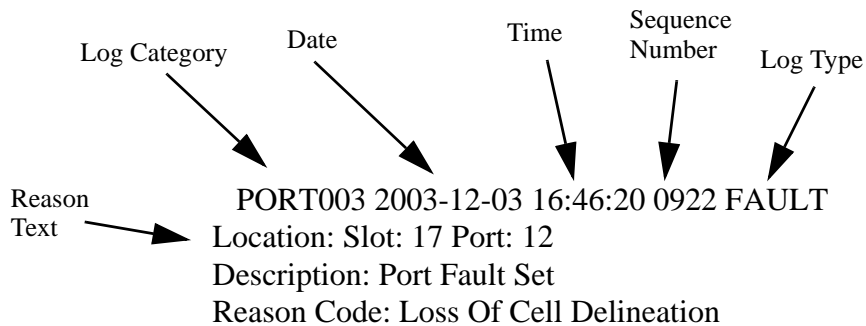 Log Category
Date
Time
Sequence
Number
Log Type
Reason
Text
PORT003 2003-12-03 16:46:20 0922 FAULT
Location: Slot: 17 Port: 12
Description: Port Fault Set
Reason Code: Loss Of Cell Delineation